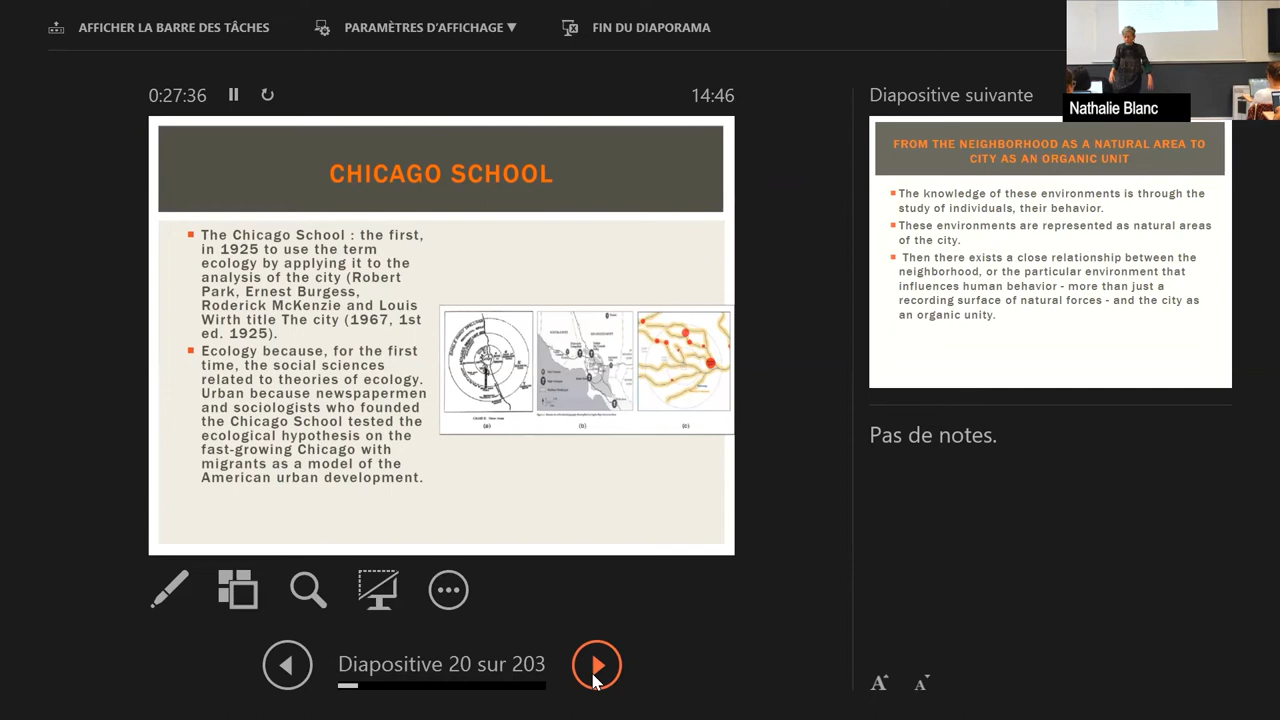 AFFICHER LA BARRE DES TÂCHES
PARAMÈTRES D'AFFICHAGE ▼
FIN DU DIAPORAMA
Nathalie Blanc
0:27:36
14:46
Diapositive suivante
CHICAGO SCHOOL
The Chicago School : the first,
in 1925 to use the term
ecology by applying it to the
analysis of the city (Robert
Park, Ernest Burgess,
Roderick McKenzie and Louis
Wirth title The city (1967, 1st
ed. 1925).
Ecology because, for the first
time, the social sciences
related to theories of ecology.
Urban because newspapermen
and sociologists who founded
the Chicago School tested the
ecological hypothesis on the
fast-growing Chicago with
migrants as a model of the
American urban development.
(a)
(b)
(c)
FROM THE NEIGHBORHOOD AS A NATURAL AREA TO
CITY AS AN ORGANIC UNIT
The knowledge of these environments is through the
study of individuals, their behavior.
These environments are represented as natural areas
of the city.
Then there exists a close relationship between the
neighborhood, or the particular environment that
influences human behavior - more than just a
recording surface of natural forces - and the city as
an organic unity.
Pas de notes.
Diapositive 20 sur 203
A A